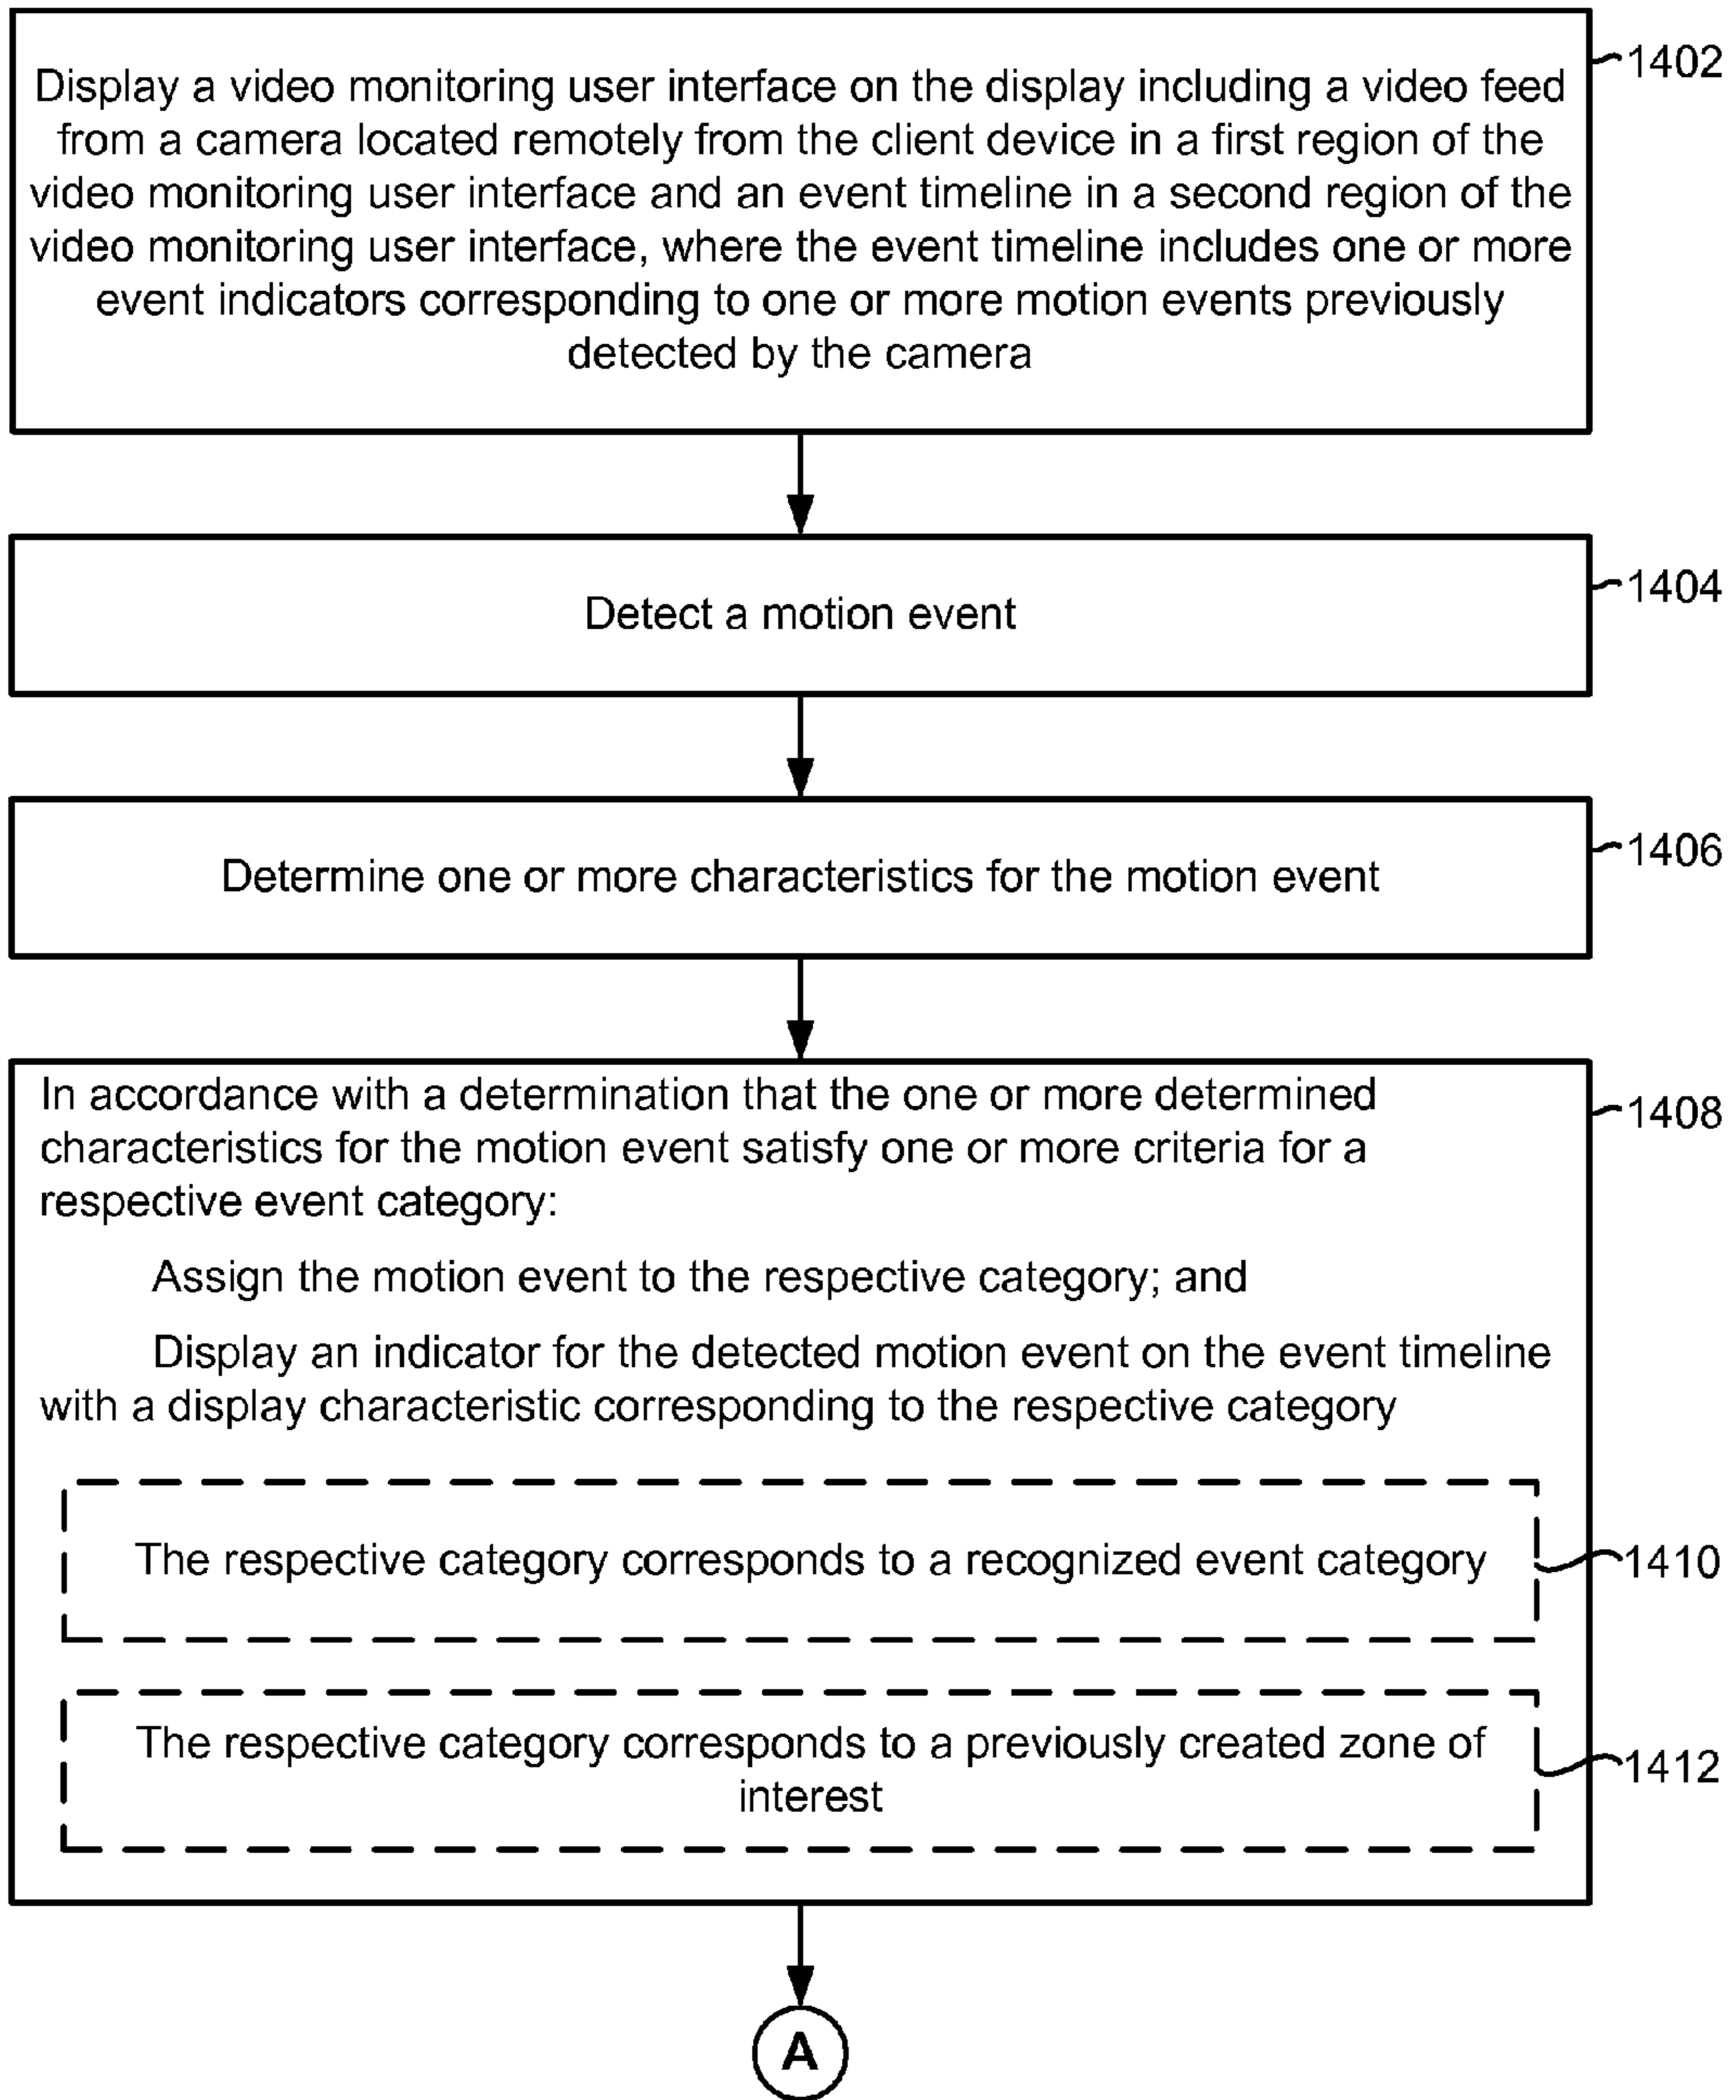 Display a video monitoring user interface on the display including a video feed
from a camera located remotely from the client device in a first region of the
video monitoring user interface and an event timeline in a second region of the
video monitoring user interface, where the event timeline includes one or more
event indicators corresponding to one or more motion events previously
detected by the camera
1402
Detect a motion event
1404
Determine one or more characteristics for the motion event
1406
In accordance with a determination that the one or more determined
characteristics for the motion event satisfy one or more criteria for a
respective event category:
Assign the motion event to the respective category; and
Display an indicator for the detected motion event on the event timeline
with a display characteristic corresponding to the respective category
1408
The respective category corresponds to a recognized event category
1410
The respective category corresponds to a previously created zone of
interest
1412
A